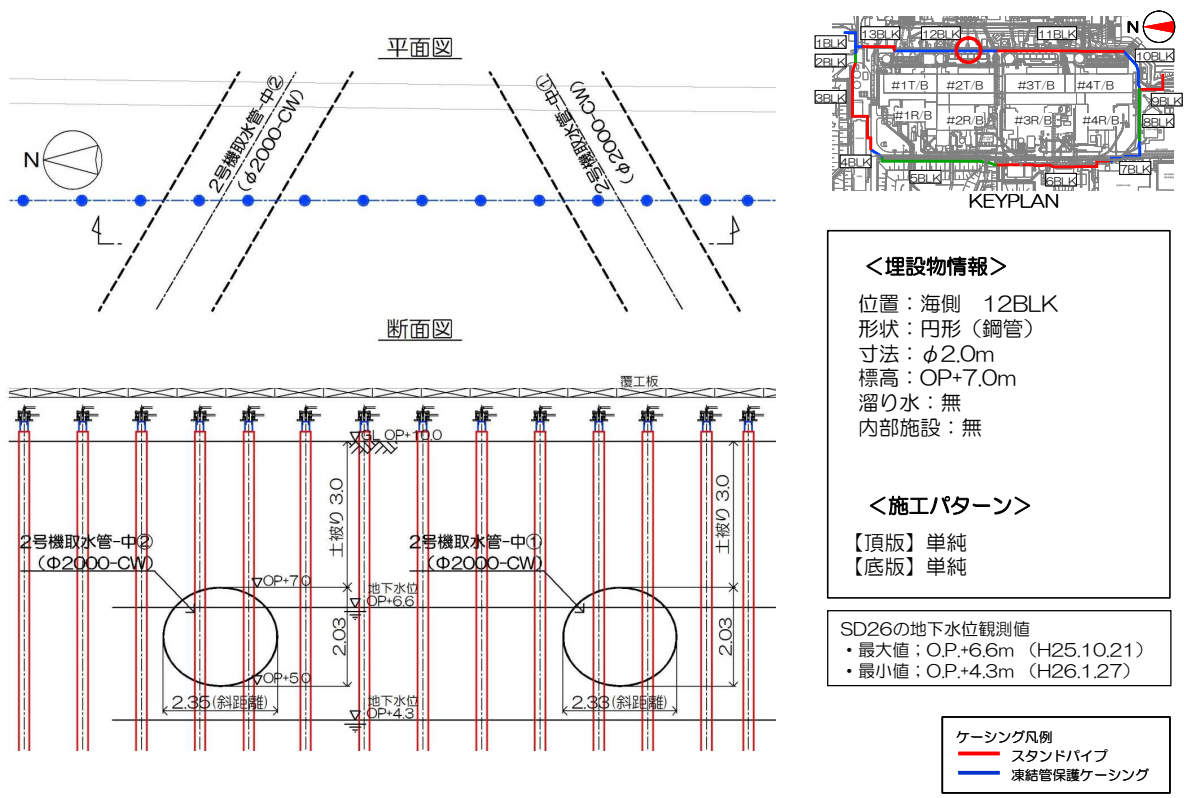 平面図
2号機取水管-中②
(φ2000-CW)
2号機取水管-中①
(φ2000-CW)
N
断面図
覆工板
GL OP+10.0
土被り 3.0
土被り 3.0
2号機取水管-中②
(Φ2000-CW)
2号機取水管-中①
(Φ2000-CW)
OP+7.0
地下水位
OP+6.6
2.03
2.03
OP+5.0
2.35(斜距離)
2.33(斜距離)
地下水位
OP+4.3
N
1BLK
13BLK
12BLK
11BLK
10BLK
2BLK
3BLK
9BLK
8BLK
4BLK
5BLK
6BLK
7BLK
#1T/B
#2T/B
#3T/B
#4T/B
#1R/B
#2R/B
#3R/B
#4R/B
KEYPLAN
＜埋設物情報＞
位置：海側　12BLK
形状：円形（鋼管）
寸法：φ2.0m
標高：OP+7.0m
溜り水：無
内部施設：無
＜施工パターン＞
【頂版】単純
【底版】単純
SD26の地下水位観測値
・最大値；O.P.+6.6m （H25.10.21）
・最小値；O.P.+4.3m （H26.1.27）
ケーシング凡例
スタンドパイプ
凍結管保護ケーシング